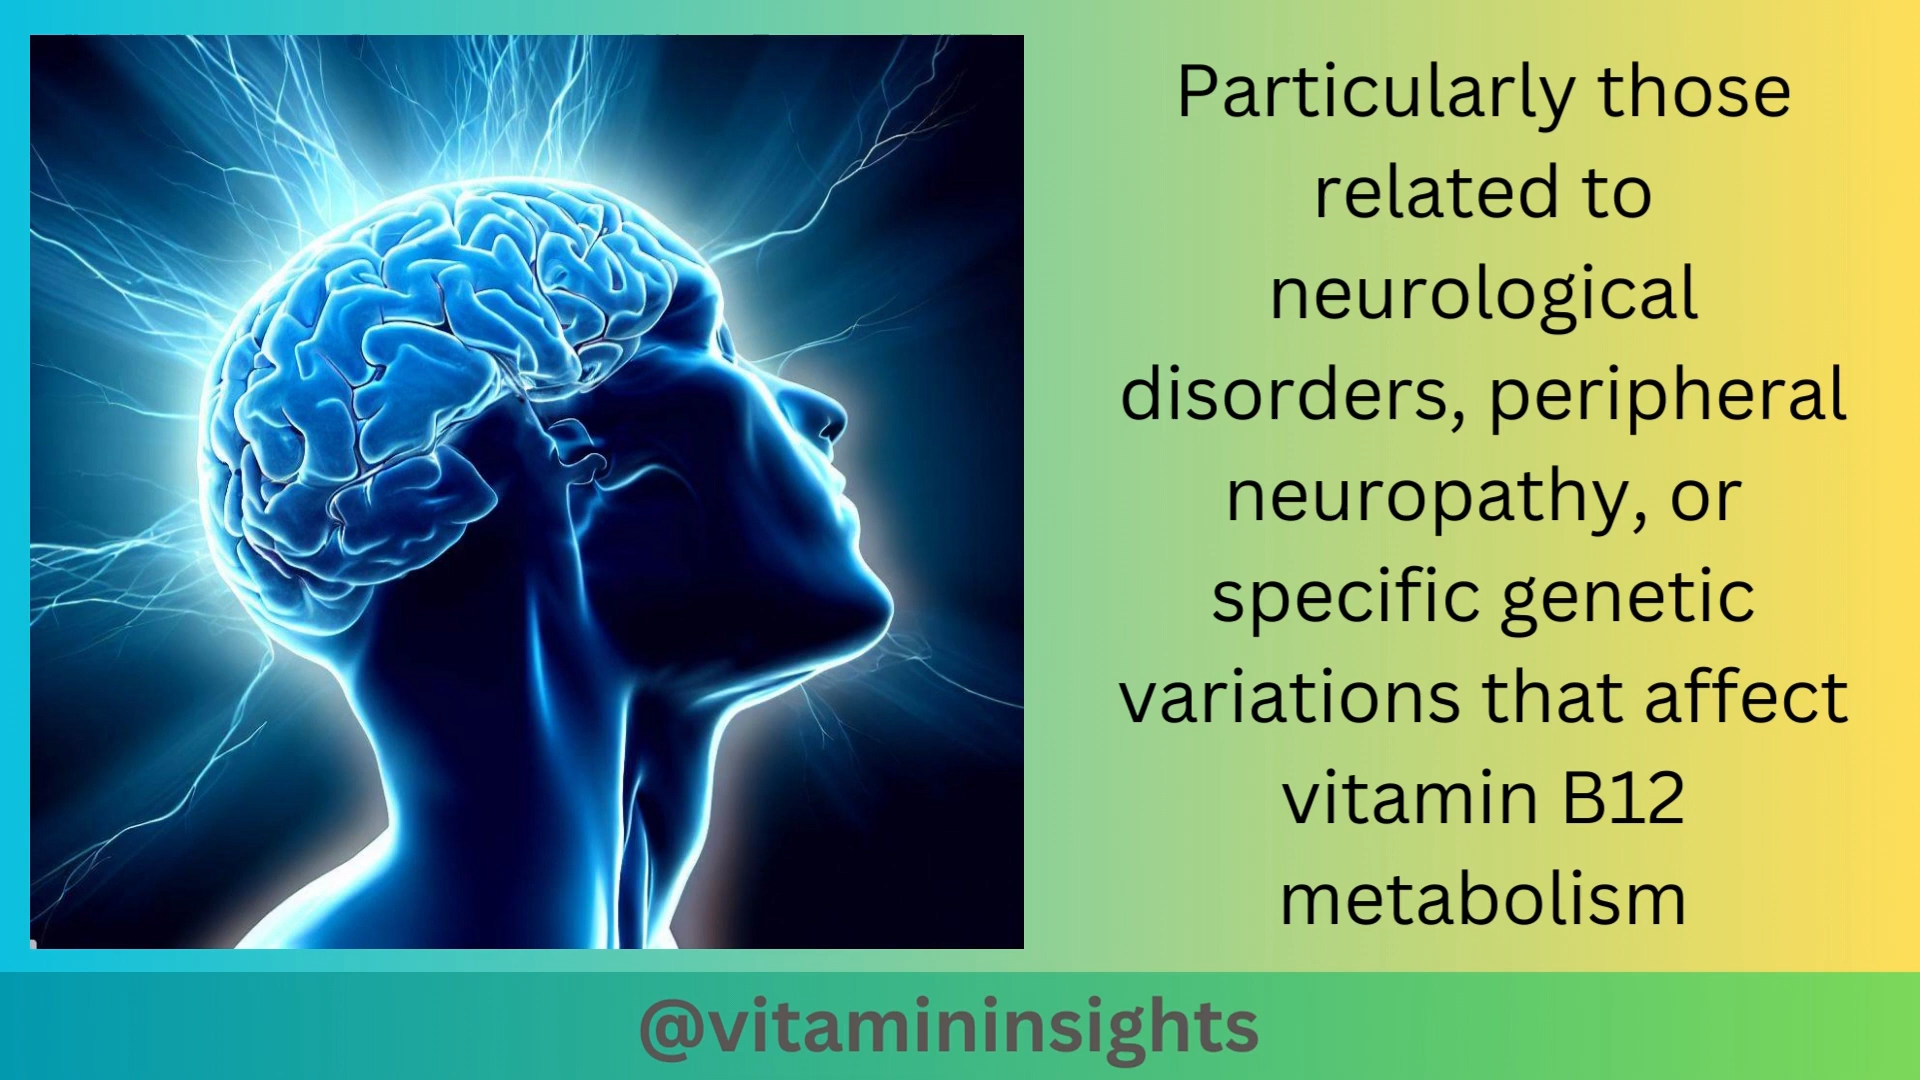 Particularly those
related to
neurological
disorders, peripheral
neuropathy, or
specific genetic
variations that affect
vitamin B12
metabolism
@vitamininsights